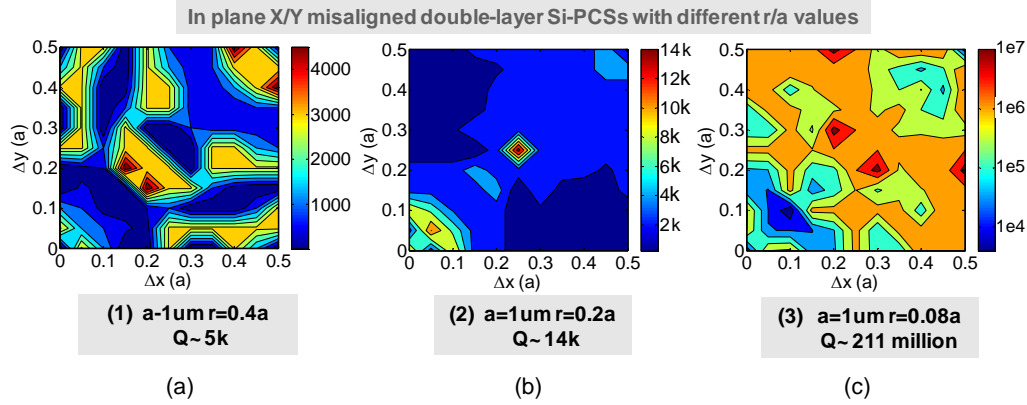 In plane X/Y misaligned double-layer Si-PCSs with different r/a values
0.5
0.4
0.3
0.2
0.1
0
Δy (a)
0 0.1 0.2 0.3 0.4 0.5
Δx (a)
4000
3000
2000
1000
(1) a-1um r=0.4a
Q~5k
(a)
0.5
0.4
0.3
0.2
0.1
0
Δy (a)
0 0.1 0.2 0.3 0.4 0.5
Δx (a)
14k
12k
10k
8k
6k
4k
2k
(2) a=1um r=0.2a
Q~14k
(b)
0.5
0.4
0.3
0.2
0.1
0
Δy (a)
0 0.1 0.2 0.3 0.4 0.5
Δx (a)
1e7
1e6
1e5
1e4
(3) a=1um r=0.08a
Q~211 million
(c)